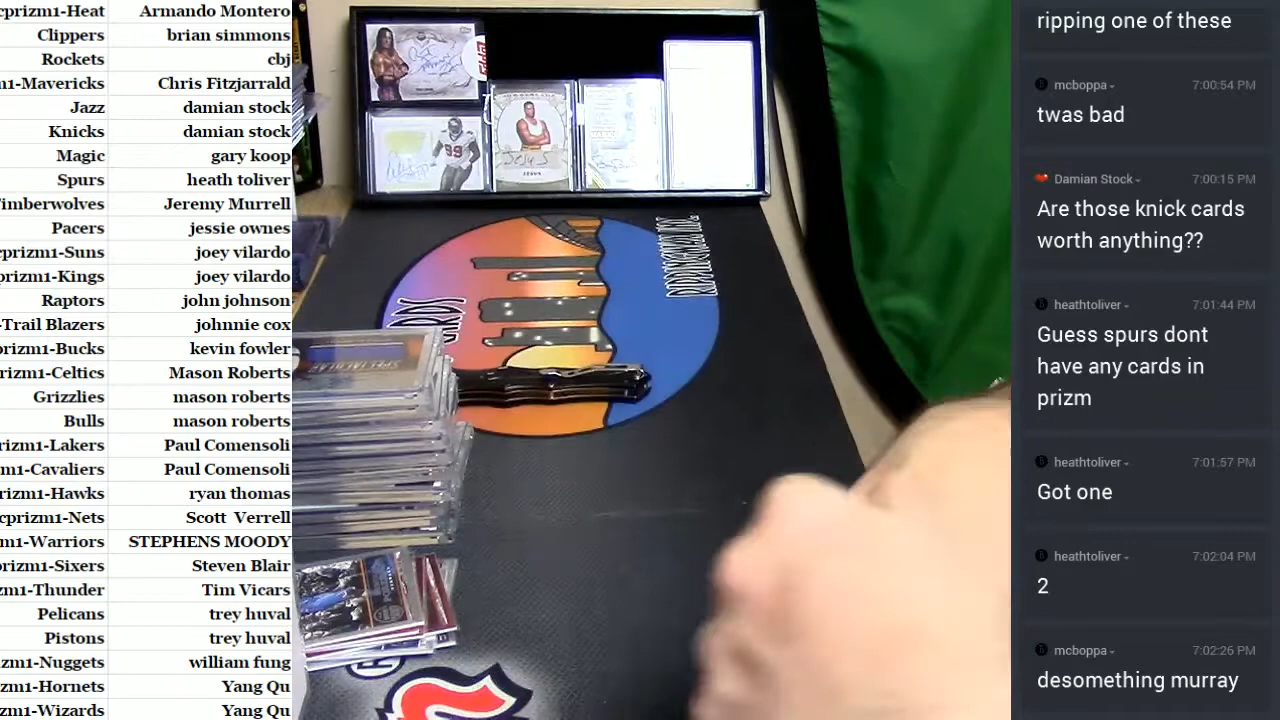 cprizm1-Heat Armando Montero
Clippers brian simmons
Rockets cbj
m1-Mavericks Chris Fitzjarrald
Jazz damian stock
Knicks damian stock
Magic gary koop
Spurs heath toliver
Timberwolves Jeremy Murrell
Pacers jessie ownes
cprizm1-Suns joey vilardo
prizm1-Kings joey vilardo
Raptors john johnson
-Trail Blazers johnnie cox
prizm1-Bucks kevin fowler
rizm1-Celtics Mason Roberts
Grizzlies mason roberts
Bulls mason roberts
rizm1-Lakers Paul Comensoli
m1-Cavaliers Paul Comensoli
rizm1-Hawks ryan thomas
cprizm1-Nets Scott Verrell
m1-Warriors STEPHENS MOODY
orizm1-Sixers Steven Blair
zm1-Thunder Tim Vicars
Pelicans trey huval
Pistons trey huval
izm1-Nuggets william fung
zm1-Hornets Yang Qu
zm1-Wizards Yang Qu
99
ripping one of these
mcboppa 7:00:54 PM
twas bad
Damian Stock 7:00:15 PM
Are those knick cards
worth anything??
heathtoliver 7:01:44 PM
Guess spurs dont
have any cards in
prizm
heathtoliver 7:01:57 PM
Got one
heathtoliver 7:02:04 PM
2
mcboppa 7:02:26 PM
desomething murray